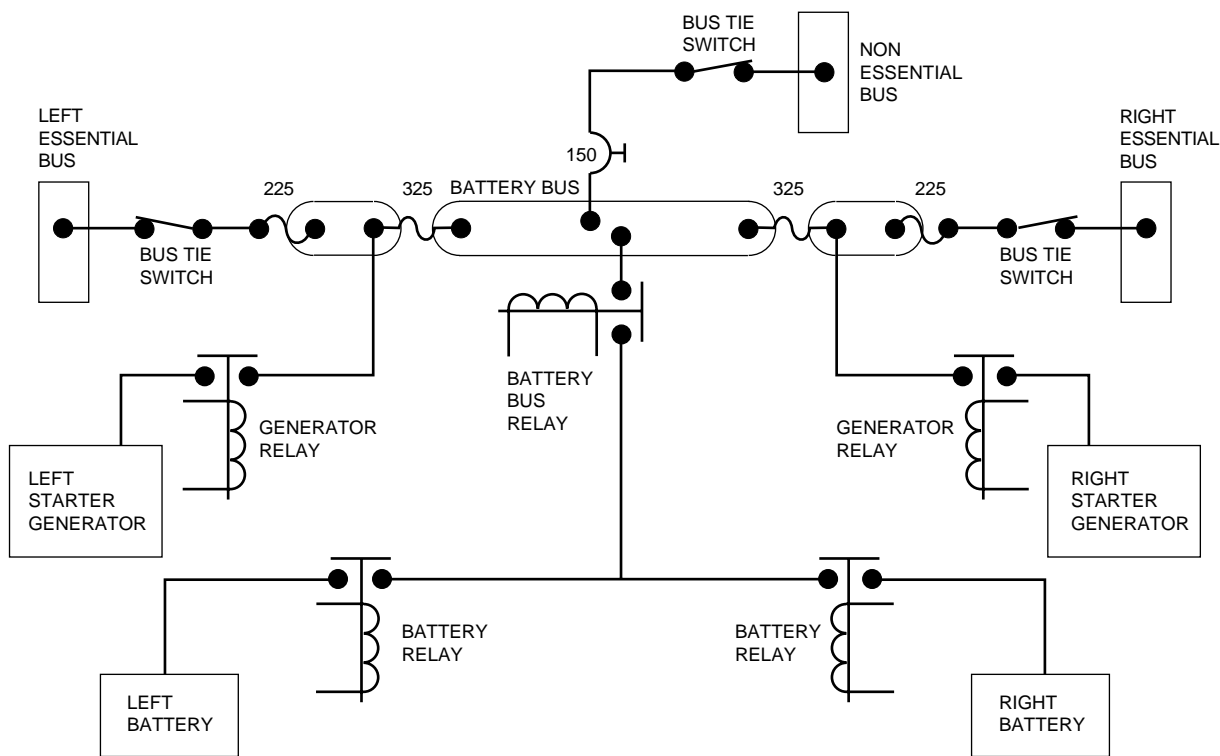 BUS TIE
SWITCH
NON
ESSENTIAL
BUS
LEFT
ESSENTIAL
BUS
RIGHT
ESSENTIAL
BUS
150
225
325
BATTERY BUS
325
225
BUS TIE
SWITCH
BUS TIE
SWITCH
BATTERY
BUS
RELAY
GENERATOR
RELAY
GENERATOR
RELAY
LEFT
STARTER
GENERATOR
RIGHT
STARTER
GENERATOR
BATTERY
RELAY
BATTERY
RELAY
LEFT
BATTERY
RIGHT
BATTERY